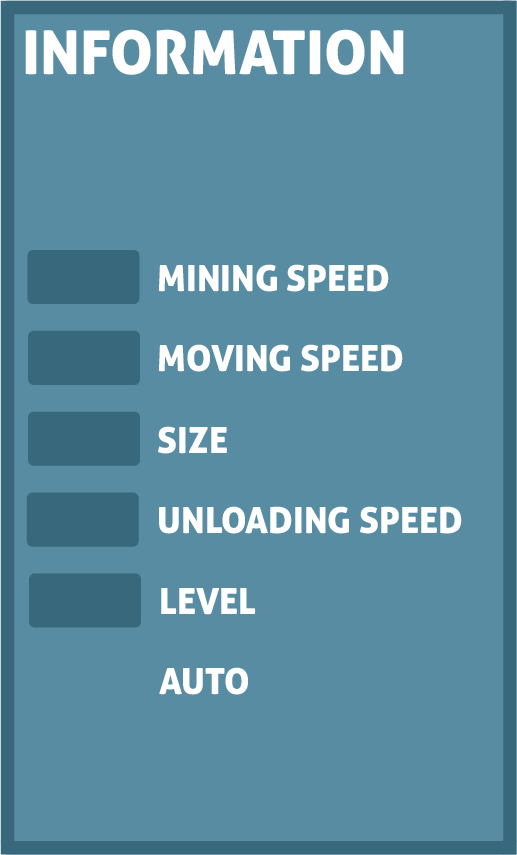 INFORMATION
MINING SPEED
MOVING SPEED
SIZE
UNLOADING SPEED
LEVEL
AUTO